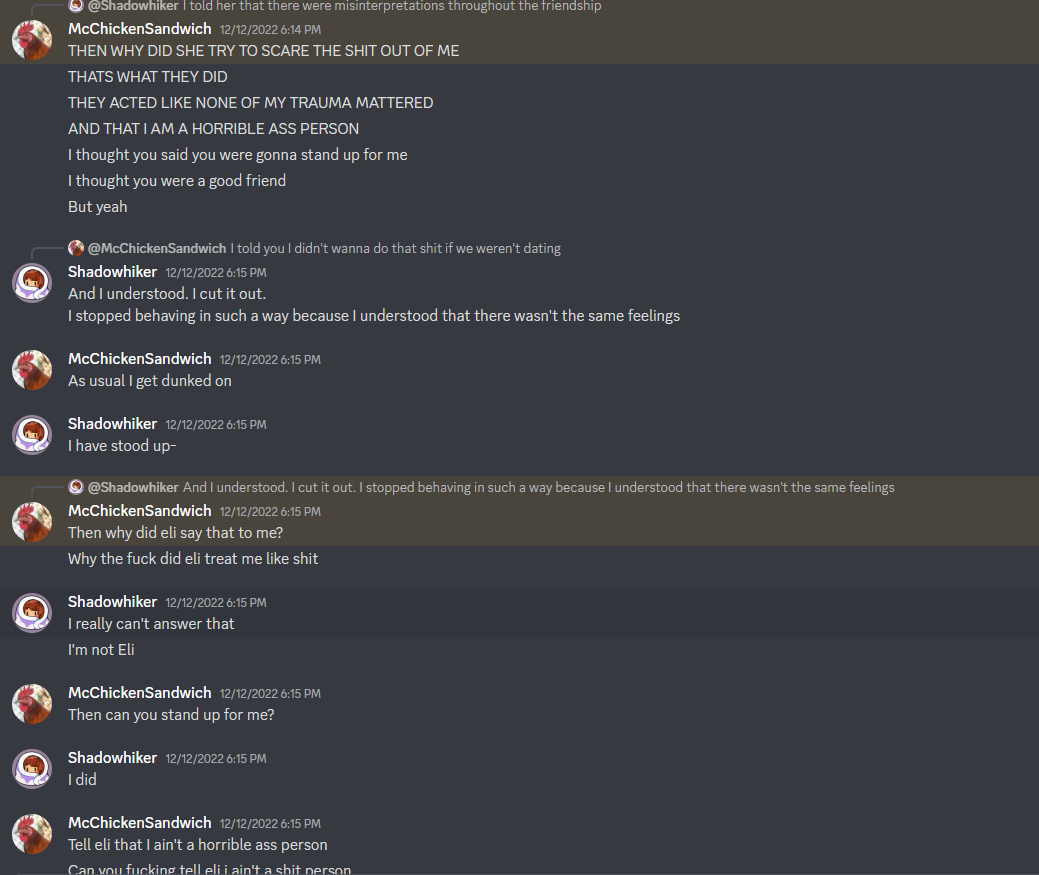 @Shadowhiker I told her that there were misinterpretations throughout the friendship
McChickenSandwich 12/12/2022 6:14 PM
THEN WHY DID SHE TRY TO SCARE THE SHIT OUT OF ME
THATS WHAT THEY DID
THEY ACTED LIKE NONE OF MY TRAUMA MATTERED
AND THAT I AM A HORRIBLE ASS PERSON
I thought you said you were gonna stand up for me
I thought you were a good friend
But yeah
@McChickenSandwich I told you I didn't wanna do that shit if we weren't dating
Shadowhiker 12/12/2022 6:15 PM
And I understood. I cut it out.
I stopped behaving in such a way because I understood that there wasn't the same feelings
McChickenSandwich 12/12/2022 6:15 PM
As usual I get dunked on
Shadowhiker 12/12/2022 6:15 PM
I have stood up-
@Shadowhiker And I understood. I cut it out. I stopped behaving in such a way because I understood that there wasn't the same feelings
McChickenSandwich 12/12/2022 6:15 PM
Then why did eli say that to me?
Why the fuck did eli treat me like shit
Shadowhiker 12/12/2022 6:15 PM
I really can't answer that
I'm not Eli
McChickenSandwich 12/12/2022 6:15 PM
Then can you stand up for me?
Shadowhiker 12/12/2022 6:15 PM
I did
McChickenSandwich 12/12/2022 6:15 PM
Tell eli that I ain't a horrible ass person
Can you fucking tell eli i ain't a shit person